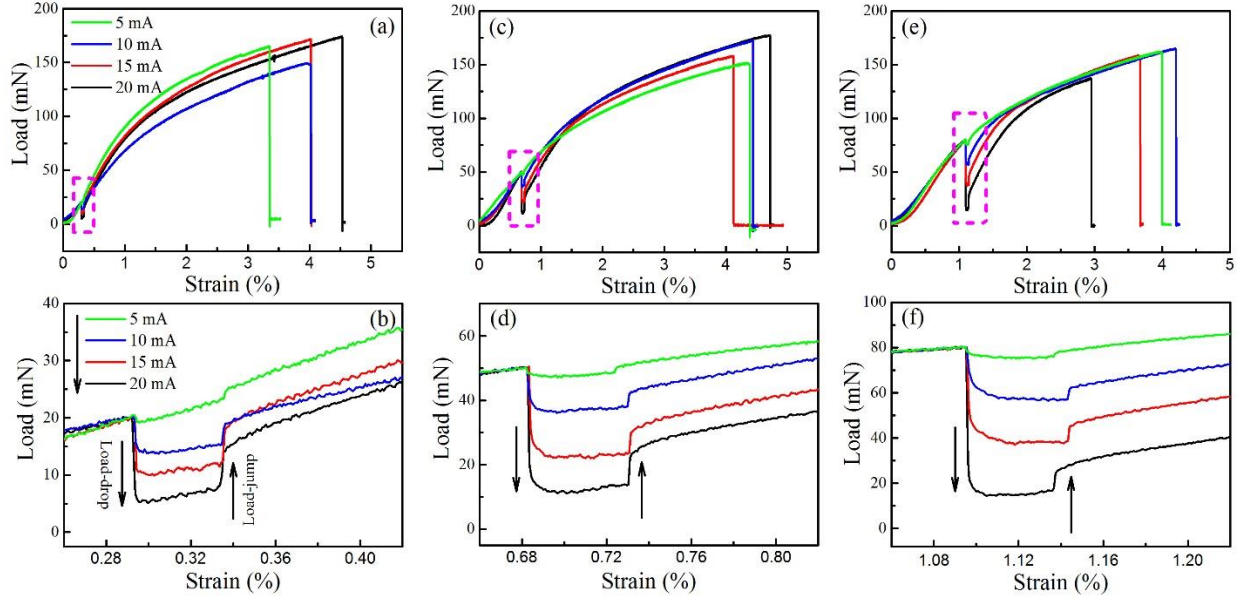 200
150
100
50
0
Load (mN)
5 mA
10 mA
15 mA
20 mA
(a)
0 1 2 3 4 5
Strain (%)
200
150
100
50
0
Load (mN)
(c)
0 1 2 3 4 5
Strain (%)
200
150
100
50
0
Load (mN)
(e)
0 1 2 3 4 5
Strain (%)
40
30
20
10
0
Load (mN)
5 mA
10 mA
15 mA
20 mA
(b)
Load-drop
Load-jump
0.28 0.32 0.36 0.40
Strain (%)
60
40
20
0
Load (mN)
(d)
0.68 0.72 0.76 0.80
Strain (%)
100
80
60
40
20
0
Load (mN)
(f)
1.08 1.12 1.16 1.20
Strain (%)